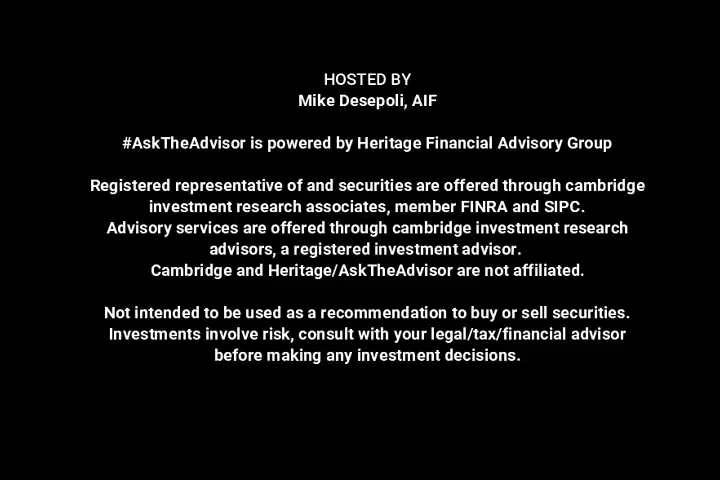 HOSTED BY
Mike Desepoli, AIF
#AskTheAdvisor is powered by Heritage Financial Advisory Group
Registered representative of and securities are offered through cambridge
investment research associates, member FINRA and SIPC.
Advisory services are offered through cambridge investment research
advisors, a registered investment advisor.
Cambridge and Heritage/AskTheAdvisor are not affiliated.
Not intended to be used as a recommendation to buy or sell securities.
Investments involve risk, consult with your legal/tax/financial advisor
before making any investment decisions.